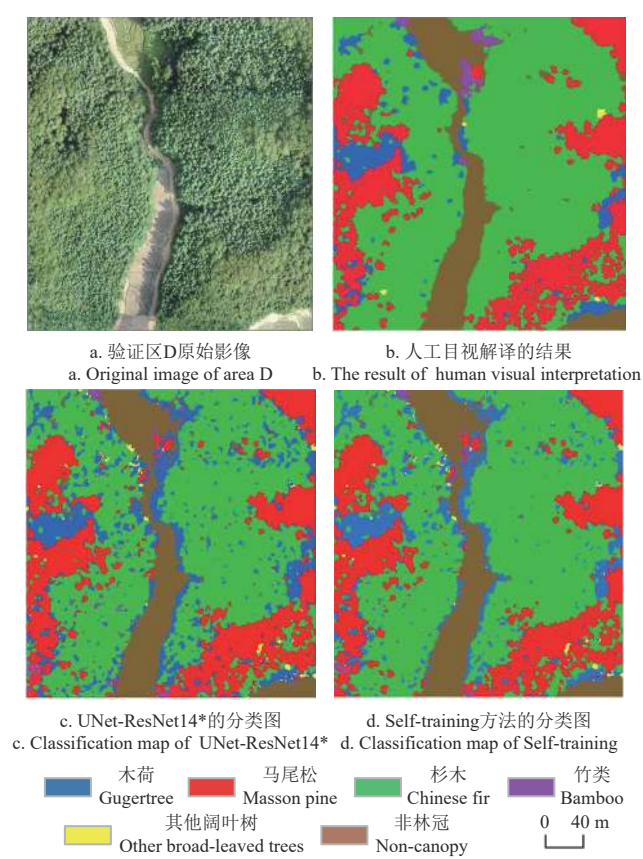 a. 验证区D原始影像
a. Original image of area D
b. 人工目视解译的结果
b. The result of human visual interpretation
c. UNet-ResNet14*的分类图
c. Classification map of UNet-ResNet14*
d. Self-training方法的分类图
d. Classification map of Self-training
木荷
Gugertree
马尾松
Masson pine
杉木
Chinese fir
竹类
Bamboo
其他阔叶树
Other broad-leaved trees
非林冠
Non-canopy
0 40 m